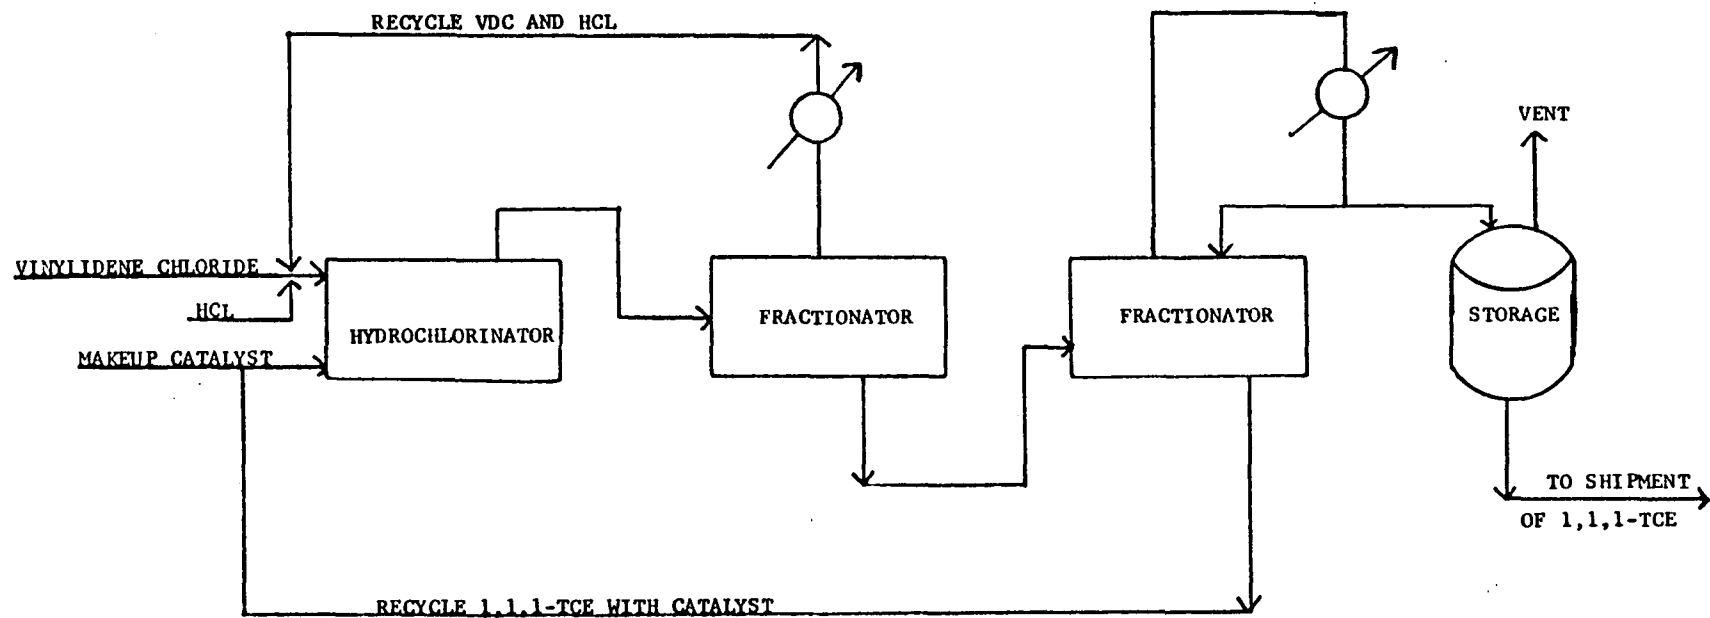 RECYCLE VDC AND HCL
VENT
VINYLIDENE CHLORIDE
HCL
HYDROCHLORINATOR
FRACTIONATOR
FRACTIONATOR
STORAGE
MAKEUP CATALYST
TO SHIPMENT
OF 1,1,1-TCE
RECYCLE 1,1,1-TCE WITH CATALYST